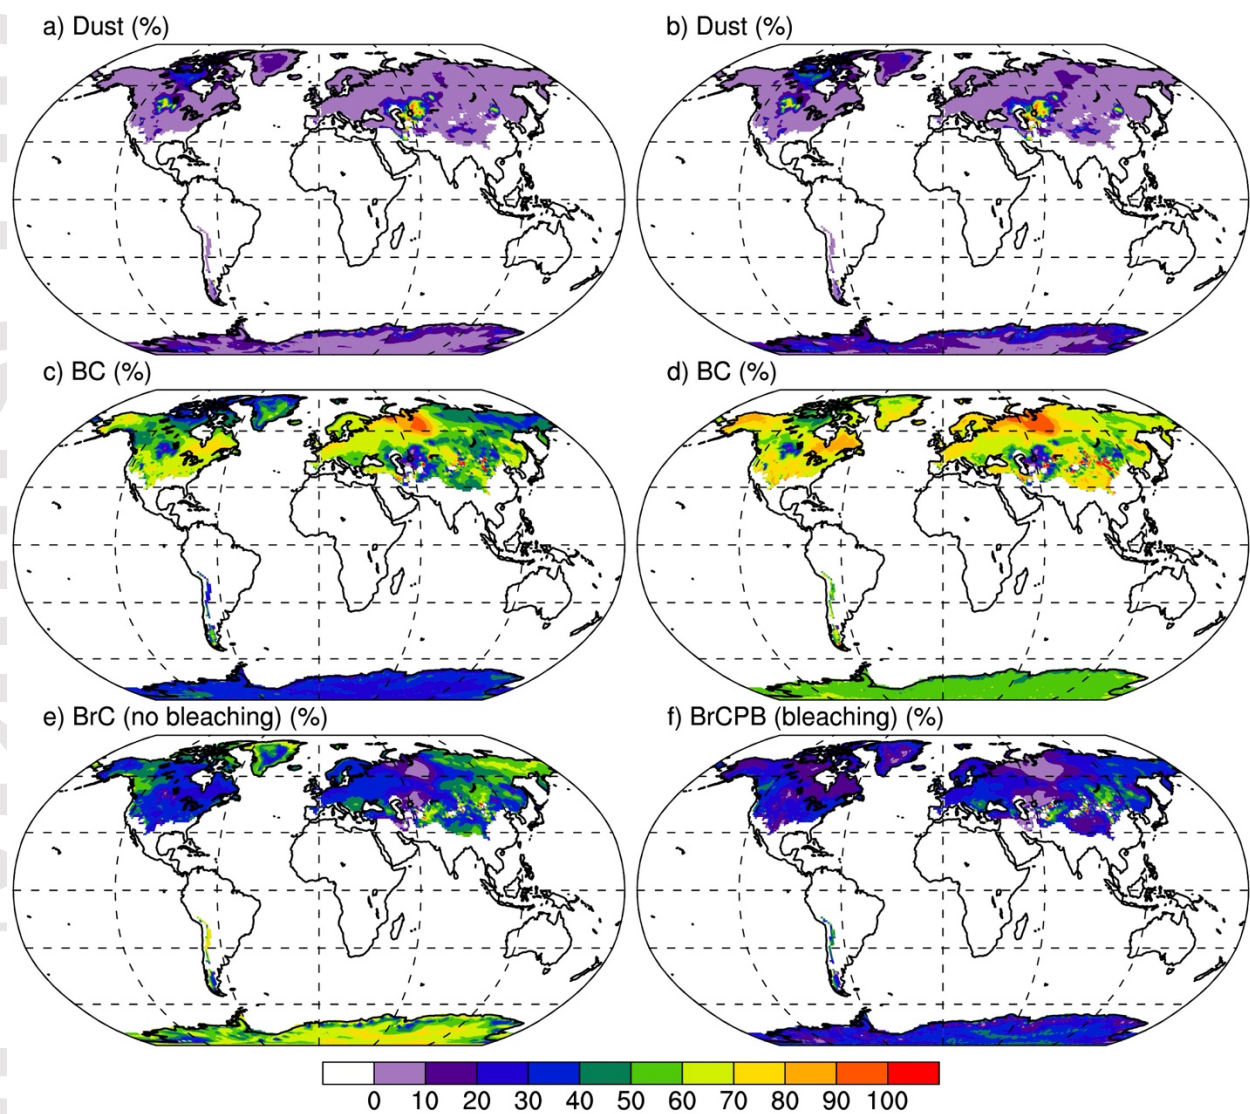 a) Dust (%)
b) Dust (%)
c) BC (%)
d) BC (%)
e) BrC (no bleaching) (%)
f) BrCPB (bleaching) (%)
0 10 20 30 40 50 60 70 80 90 100